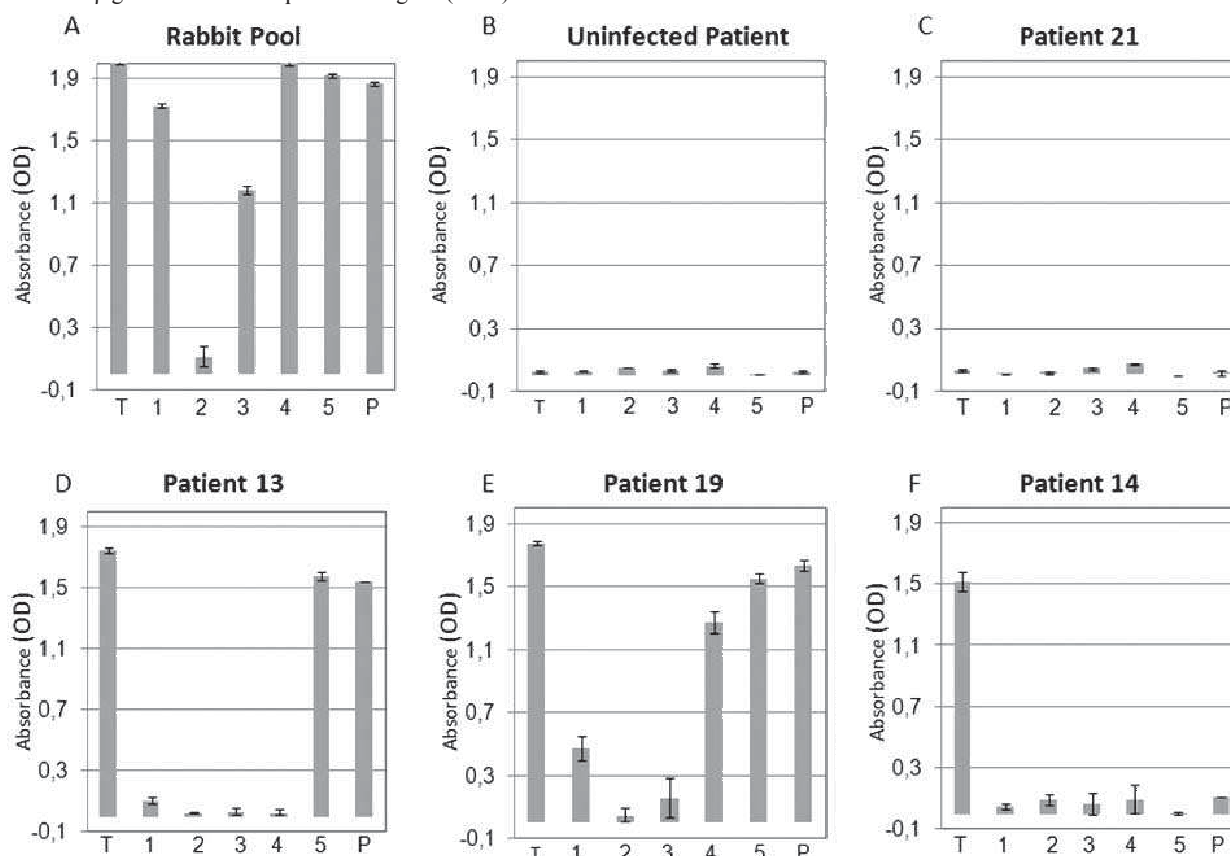 A Rabbit Pool
1,9
1,5
1,1
0,7
0,3
-0,1
Absorbance (OD)
T 1 2 3 4 5 P
B Uninfected Patient
1,9
1,5
1,1
0,7
0,3
-0,1
Absorbance (OD)
T 1 2 3 4 5 P
C Patient 21
1,9
1,5
1,1
0,7
0,3
-0,1
Absorbance (OD)
T 1 2 3 4 5 P
D Patient 13
1,9
1,5
1,1
0,7
0,3
-0,1
Absorbance (OD)
T 1 2 3 4 5 P
E Patient 19
1,9
1,5
1,1
0,7
0,3
-0,1
Absorbance (OD)
T 1 2 3 4 5 P
F Patient 14
1,9
1,5
1,1
0,7
0,3
-0,1
Absorbance (OD)
T 1 2 3 4 5 P